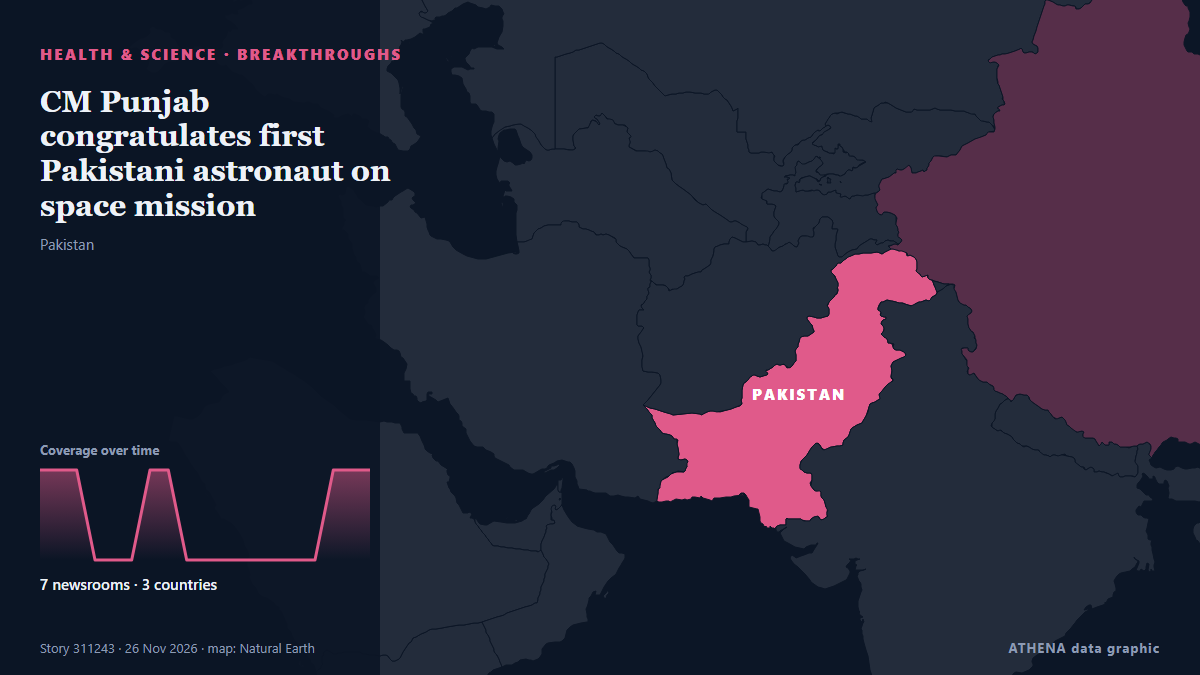 HEALTH & SCIENCE · BREAKTHROUGHS
CM Punjab
congratulates first
Pakistani astronaut on
space mission
Pakistan
PAKISTAN
Coverage over time
7 newsrooms · 3 countries
Story 311243 · 26 Nov 2026 · map: Natural Earth
ATHENA data graphic